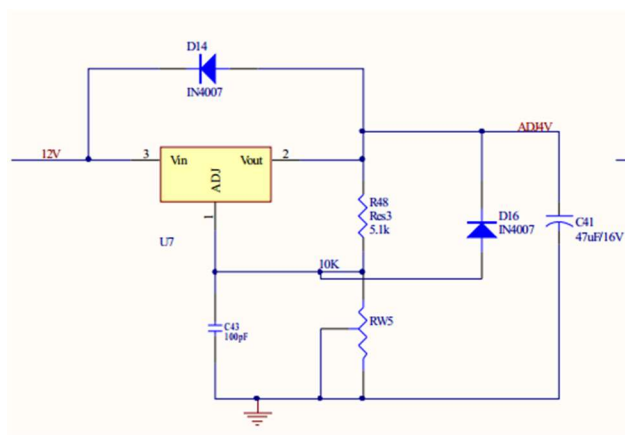 D14
IN4007
12V
3
Vin
Vout
2
ADJ
1
U7
ADJ4V
R48
Res3
5.1k
D16
IN4007
C41
47uF/16V
10K
C43
100pF
RW5